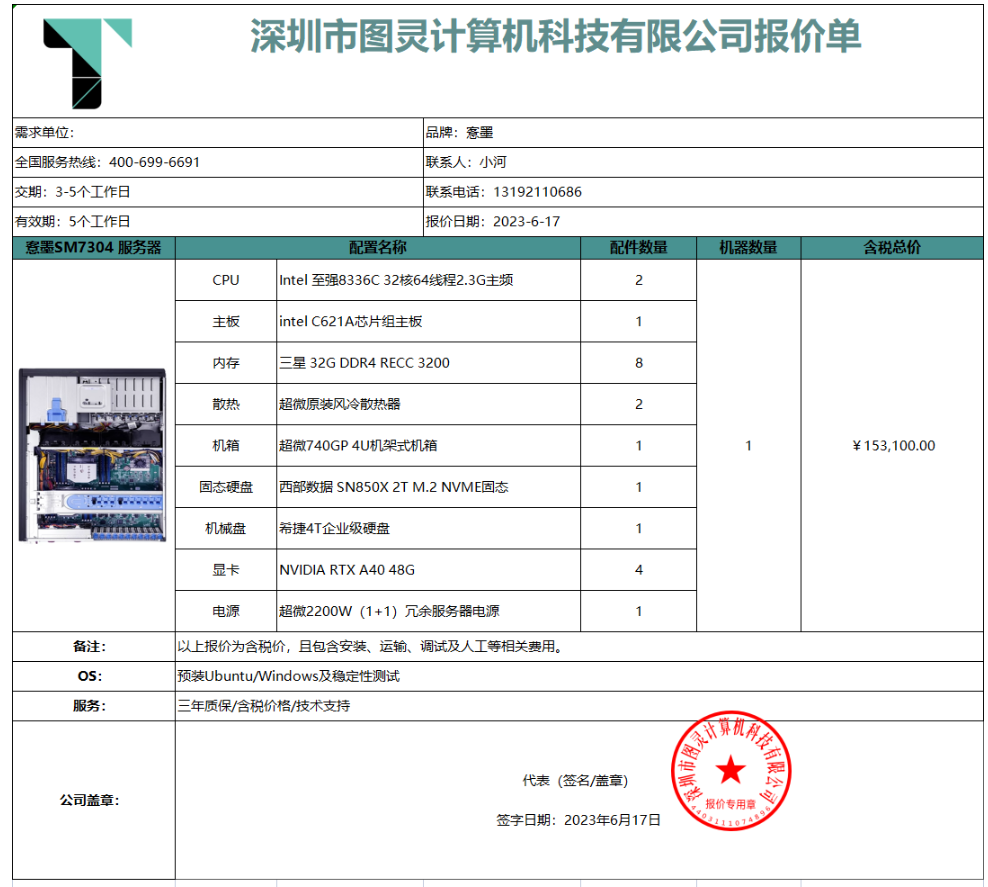 深圳市图灵计算机科技有限公司报价单
需求单位：
品牌：憃墨
全国服务热线：400-699-6691
联系人：小河
交期：3-5个工作日
联系电话：13192110686
有效期：5个工作日
报价日期：2023-6-17
憃墨SM7304 服务器 配置名称 配件数量 机器数量 含税总价
CPU Intel 至强8336C 32核64线程2.3G主频 2
主板 intel C621A芯片组主板 1
内存 三星 32G DDR4 RECC 3200 8
散热 超微原装风冷散热器 2
机箱 超微740GP 4U机架式机箱 1 1 ￥153,100.00
固态硬盘 西部数据 SN850X 2T M.2 NVME固态 1
机械盘 希捷4T企业级硬盘 1
显卡 NVIDIA RTX A40 48G 4
电源 超微2200W（1+1）冗余服务器电源 1
备注： 以上报价为含税价，且包含安装、运输、调试及人工等相关费用。
OS： 预装Ubuntu/Windows及稳定性测试
服务： 三年质保/含税价格/技术支持
公司盖章：
代表（签名/盖章）
签字日期：2023年6月17日
深圳市图灵计算机科技有限公司
报价专用章